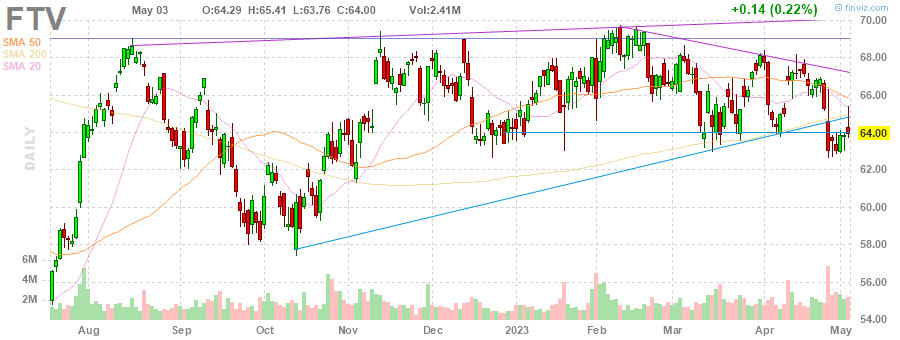 FTV May 03 O:64.29 H:65.41 L:63.76 C:64.00 Vol:2.41M +0.14 (0.22%) © finviz.com
SMA 50
SMA 200
SMA 20
DAILY
70.00
68.00
66.00
64.00
62.00
60.00
58.00
56.00
54.00
6M
4M
2M
Aug Sep Oct Nov Dec 2023 Feb Mar Apr May